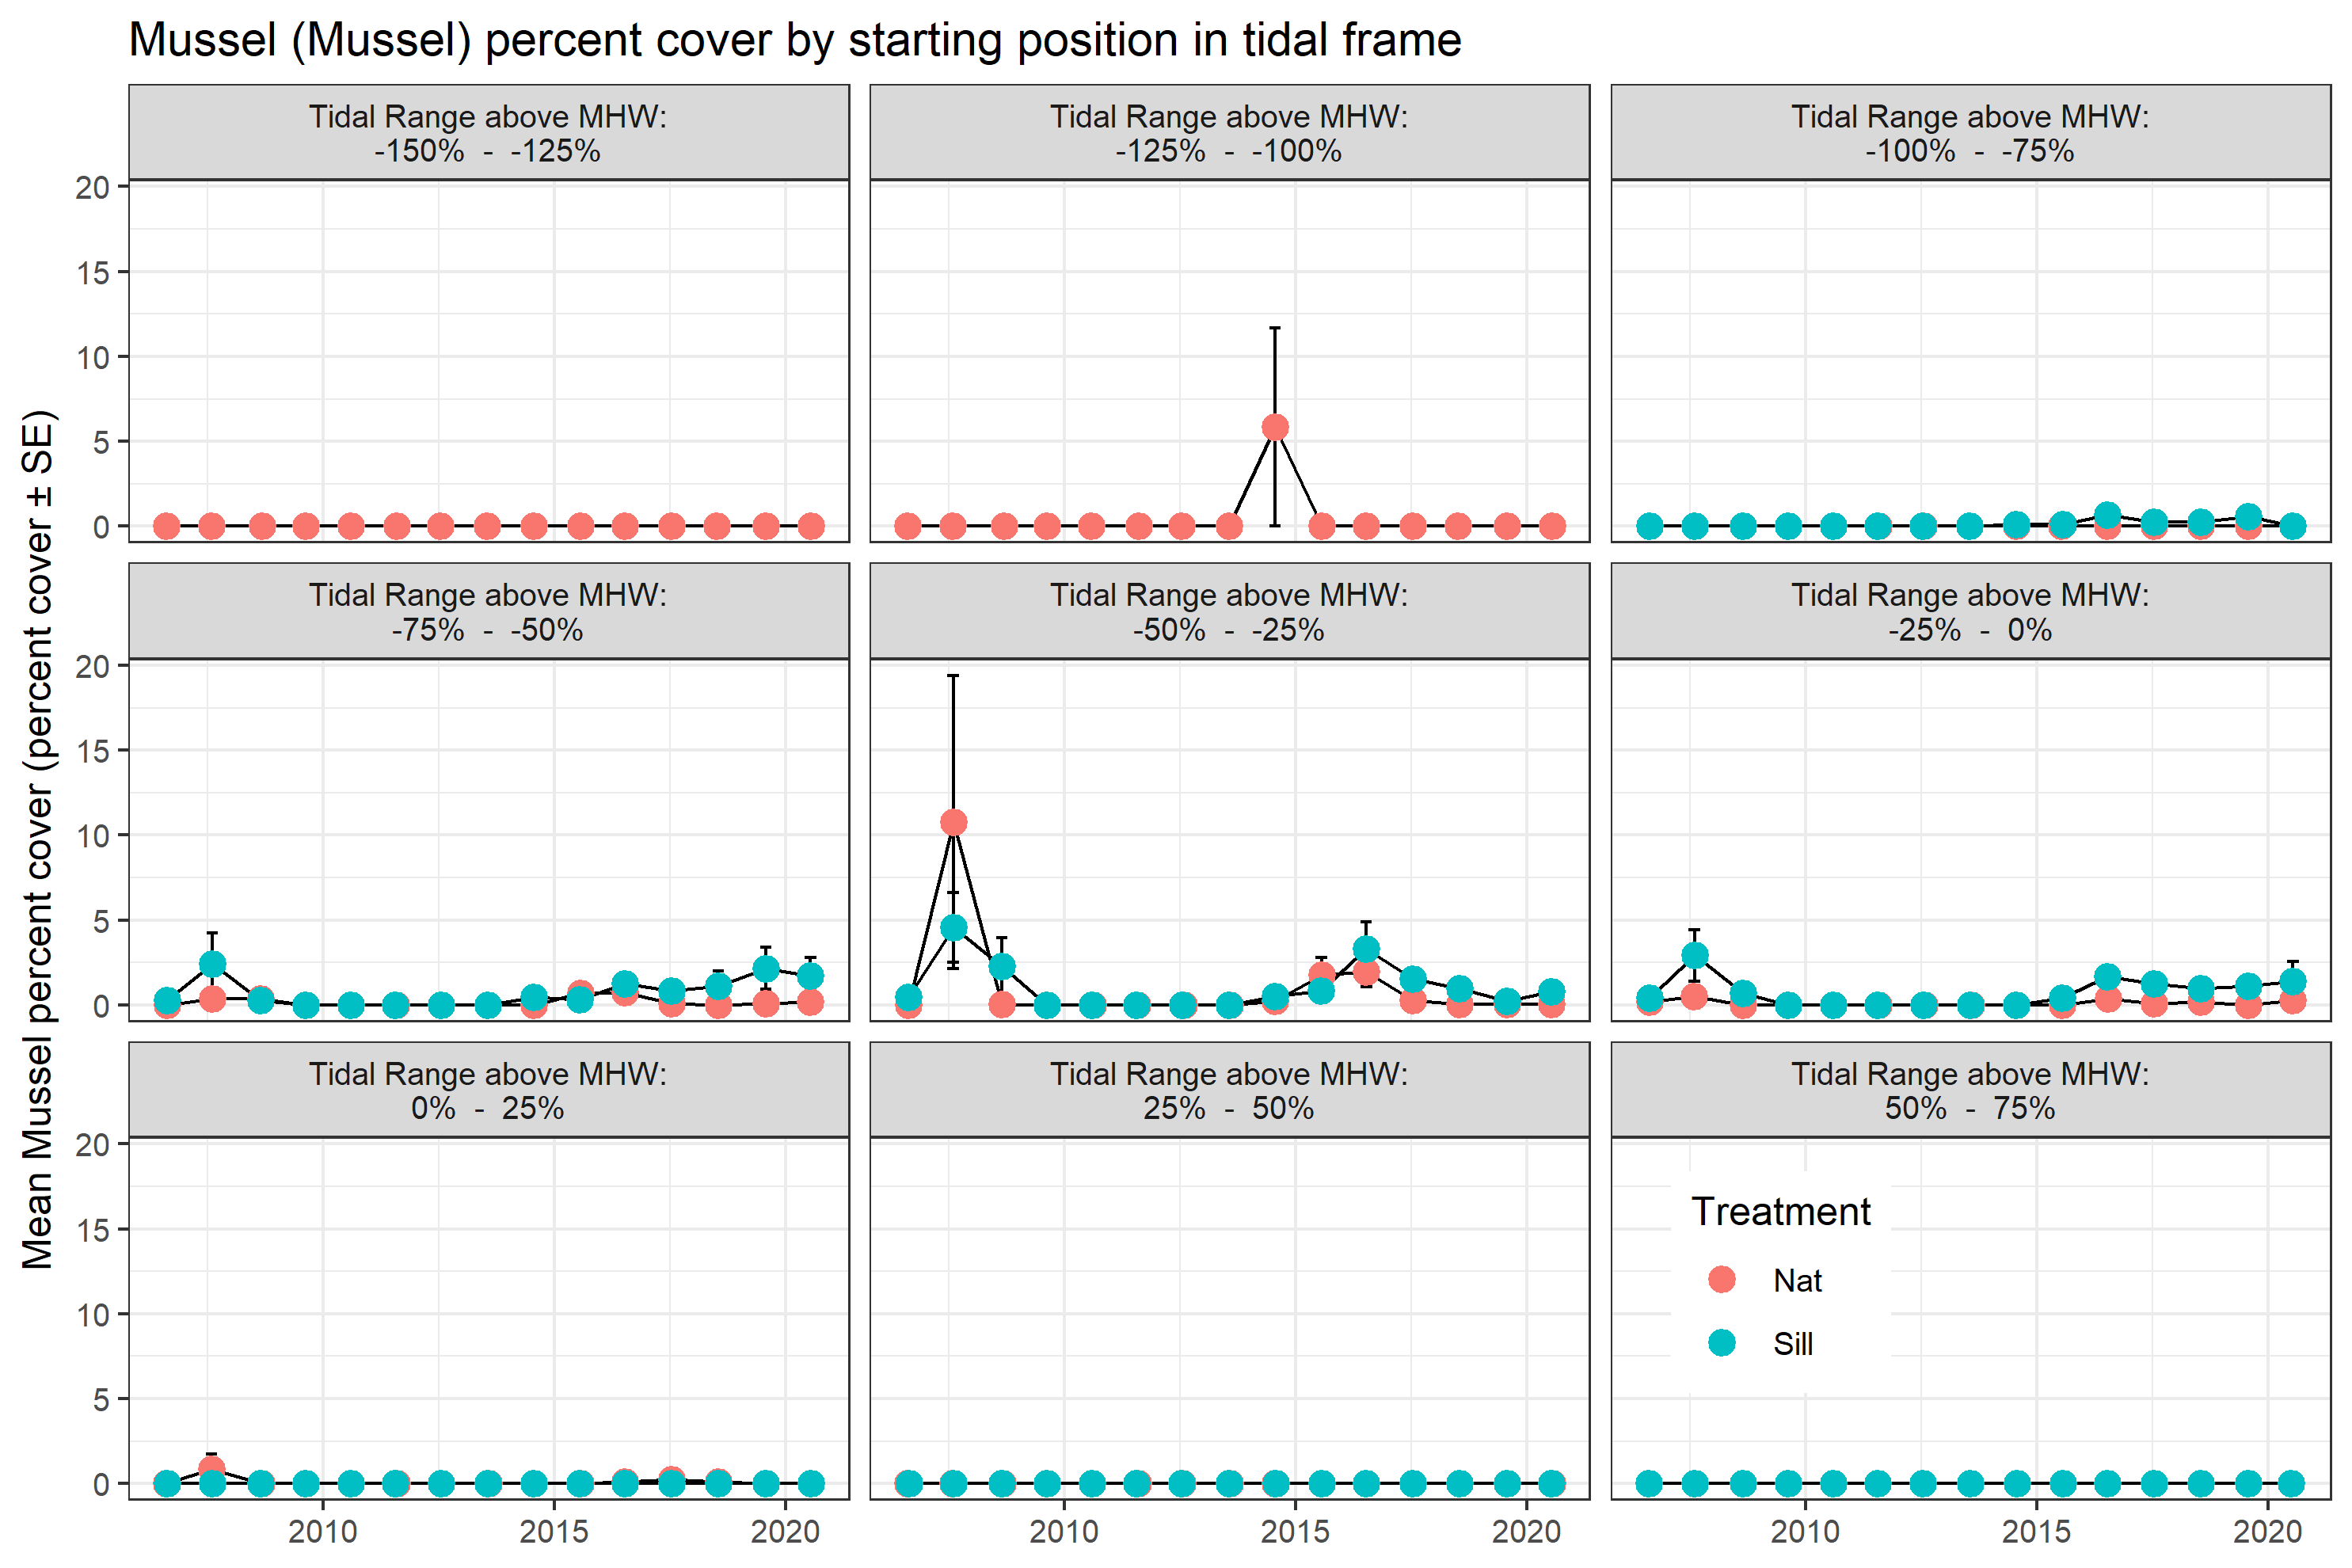 Mussel (Mussel) percent cover by starting position in tidal frame
Mean Mussel percent cover (percent cover ± SE)
Tidal Range above MHW:
-150%  -  -125%
Tidal Range above MHW:
-125%  -  -100%
Tidal Range above MHW:
-100%  -  -75%
20
15
10
5
0
Tidal Range above MHW:
-75%  -  -50%
Tidal Range above MHW:
-50%  -  -25%
Tidal Range above MHW:
-25%  -  0%
20
15
10
5
0
Tidal Range above MHW:
0%  -  25%
Tidal Range above MHW:
25%  -  50%
Tidal Range above MHW:
50%  -  75%
20
15
10
5
0
Treatment
Nat
Sill
2010 2015 2020
2010 2015 2020
2010 2015 2020